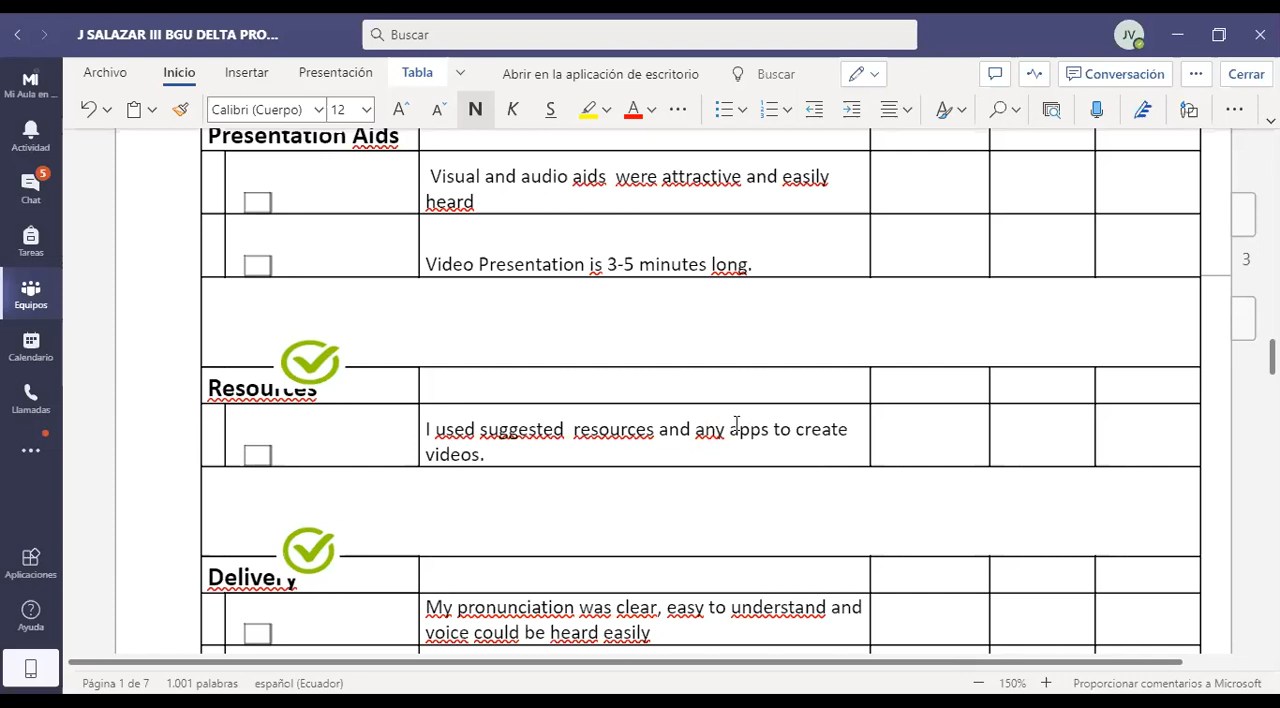 J SALAZAR III BGU DELTA PRO...
Buscar
JV
MI
Mi Aula en ...
Actividad
5
Chat
Tareas
Equipos
Calendario
Llamadas
Aplicaciones
Ayuda
Archivo Inicio Insertar Presentación Tabla Abrir en la aplicación de escritorio Buscar Conversación Cerrar
Calibri (Cuerpo) 12 A A N K S A
Presentation Aids
Visual and audio aids were attractive and easily
heard
Video Presentation is 3-5 minutes long.
3
Resources
I used suggested resources and any apps to create
videos.
Delivery
My pronunciation was clear, easy to understand and
voice could be heard easily
Página 1 de 7 1.001 palabras español (Ecuador) 150% Proporcionar comentarios a Microsoft